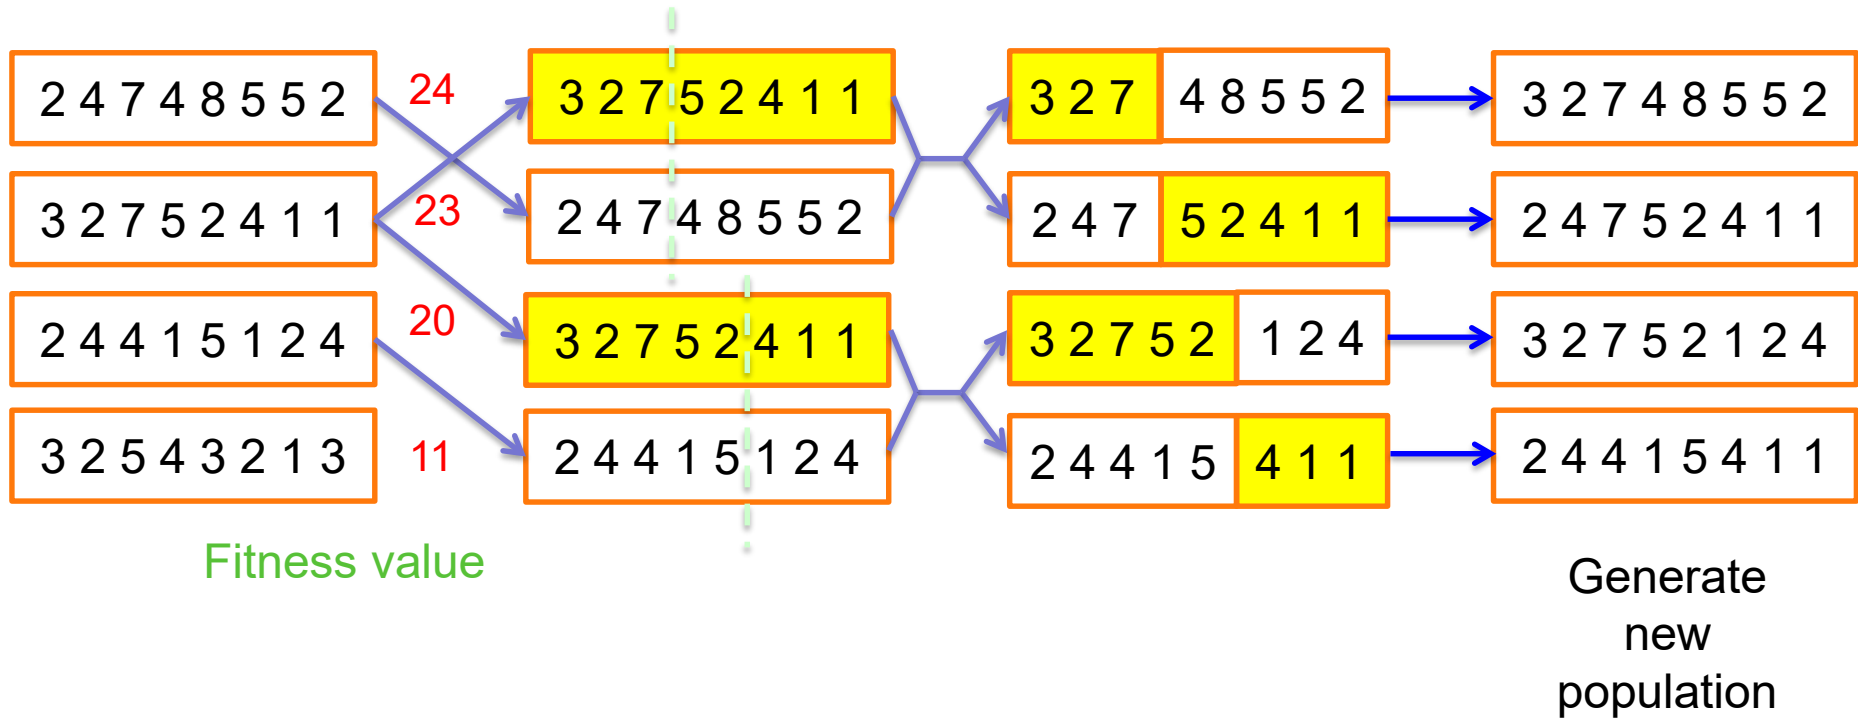 2 4 7 4 8 5 5 2 24 3 2 7 5 2 4 1 1 3 2 7 4 8 5 5 2 3 2 7 4 8 5 5 2
3 2 7 5 2 4 1 1 23 2 4 7 4 8 5 5 2 2 4 7 5 2 4 1 1 2 4 7 5 2 4 1 1
2 4 4 1 5 1 2 4 20 3 2 7 5 2 4 1 1 3 2 7 5 2 1 2 4 3 2 7 5 2 1 2 4
3 2 5 4 3 2 1 3 11 2 4 4 1 5 1 2 4 2 4 4 1 5 4 1 1 2 4 4 1 5 4 1 1
Fitness value
Generate
new
population